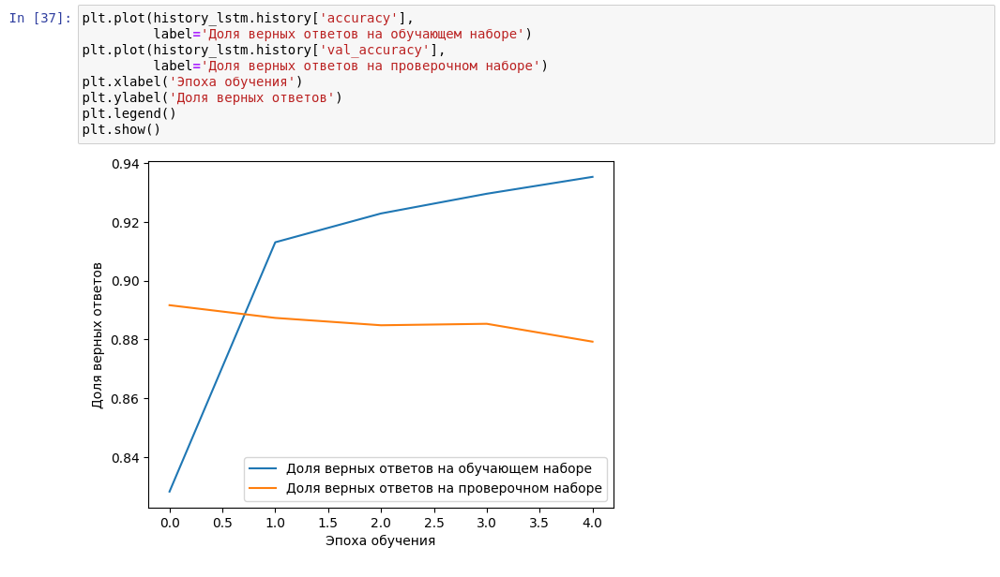 In [37]: plt.plot(history_lstm.history['accuracy'],
         label='Доля верных ответов на обучающем наборе')
plt.plot(history_lstm.history['val_accuracy'],
         label='Доля верных ответов на проверочном наборе')
plt.xlabel('Эпоха обучения')
plt.ylabel('Доля верных ответов')
plt.legend()
plt.show()
0.94
0.92
0.90
0.88
0.86
0.84
Доля верных ответов
Доля верных ответов на обучающем наборе
Доля верных ответов на проверочном наборе
0.0 0.5 1.0 1.5 2.0 2.5 3.0 3.5 4.0
Эпоха обучения